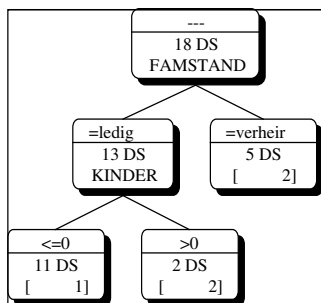 ---
18 DS
FAMSTAND
=ledig
13 DS
KINDER
=verheir
5 DS
[ 2]
<=0
11 DS
[ 1]
>0
2 DS
[ 2]